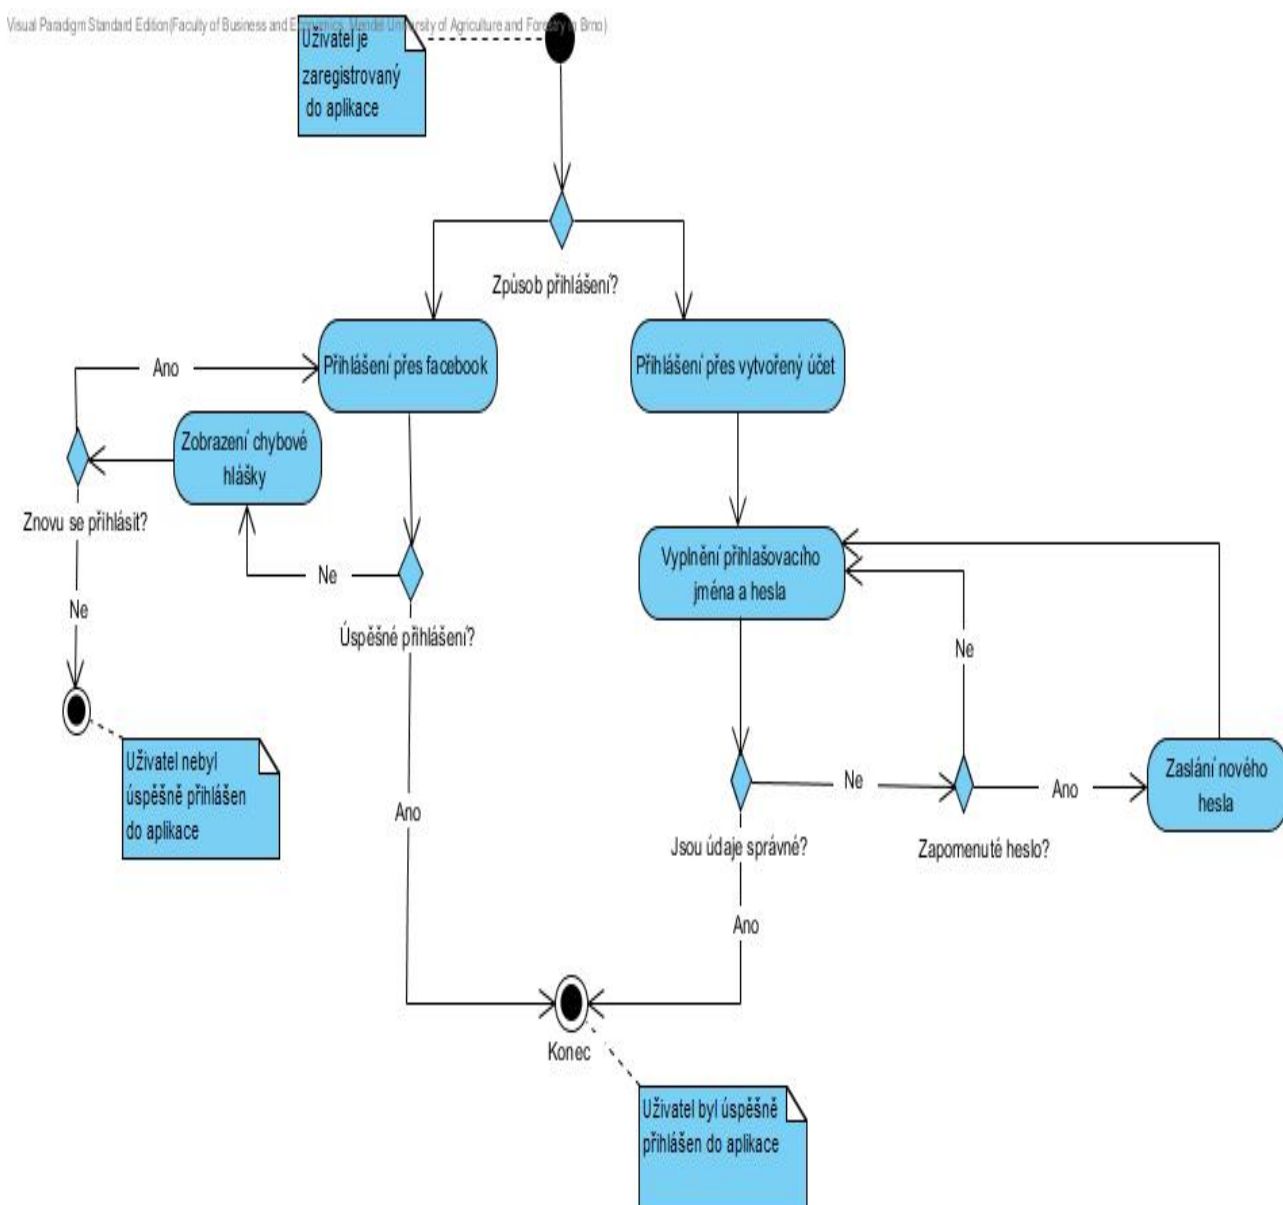 Visual Paradigm Standard Edition(Faculty of Business and Economics, Mendel University of Agriculture and Forestry in Brno)
Uživatel je
zaregistrovaný
do aplikace
Způsob přihlášení?
Přihlášení přes facebook
Přihlášení přes vytvořený účet
Ano
Zobrazení chybové
hlášky
Znovu se přihlásit?
Vyplnění přihlašovacího
jména a hesla
Ne
Ne
Úspěšné přihlášení?
Ne
Uživatel nebyl
úspěšně přihlášen
do aplikace
Ano
Ne
Ano
Zaslání nového
hesla
Jsou údaje správné?
Zapomenuté heslo?
Ano
Konec
Uživatel byl úspěšně
přihlášen do aplikace